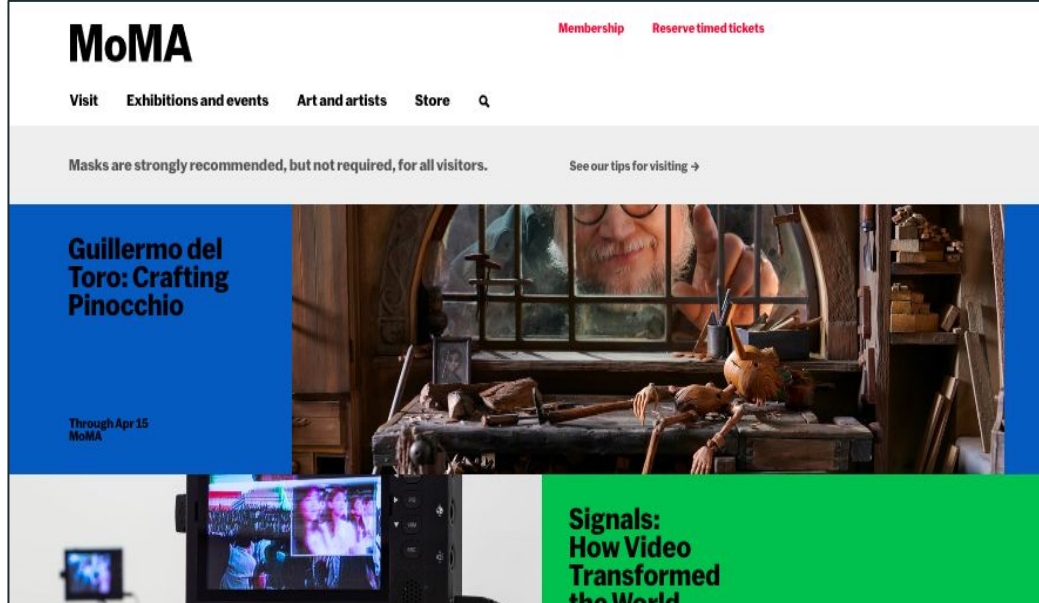 MoMA
Membership
Reserve timed tickets
Visit
Exhibitions and events
Art and artists
Store
Masks are strongly recommended, but not required, for all visitors.
See our tips for visiting →
Guillermo del
Toro: Crafting
Pinocchio
Through Apr 15
MoMA
Signals:
How Video
Transformed
the World